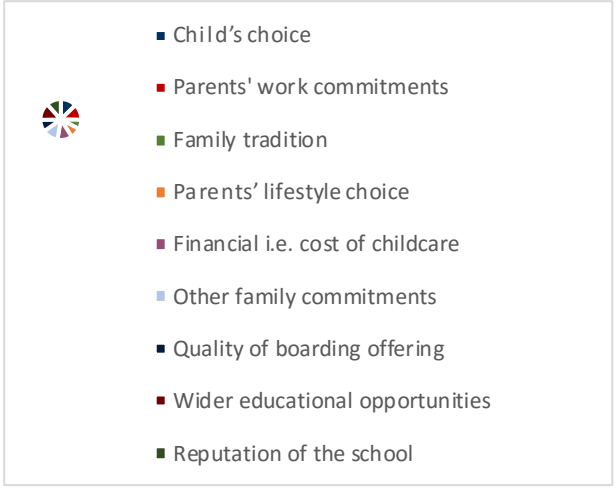 Child’s choice
Parents' work commitments
Family tradition
Parents’ lifestyle choice
Financial i.e. cost of childcare
Other family commitments
Quality of boarding offering
Wider educational opportunities
Reputation of the school